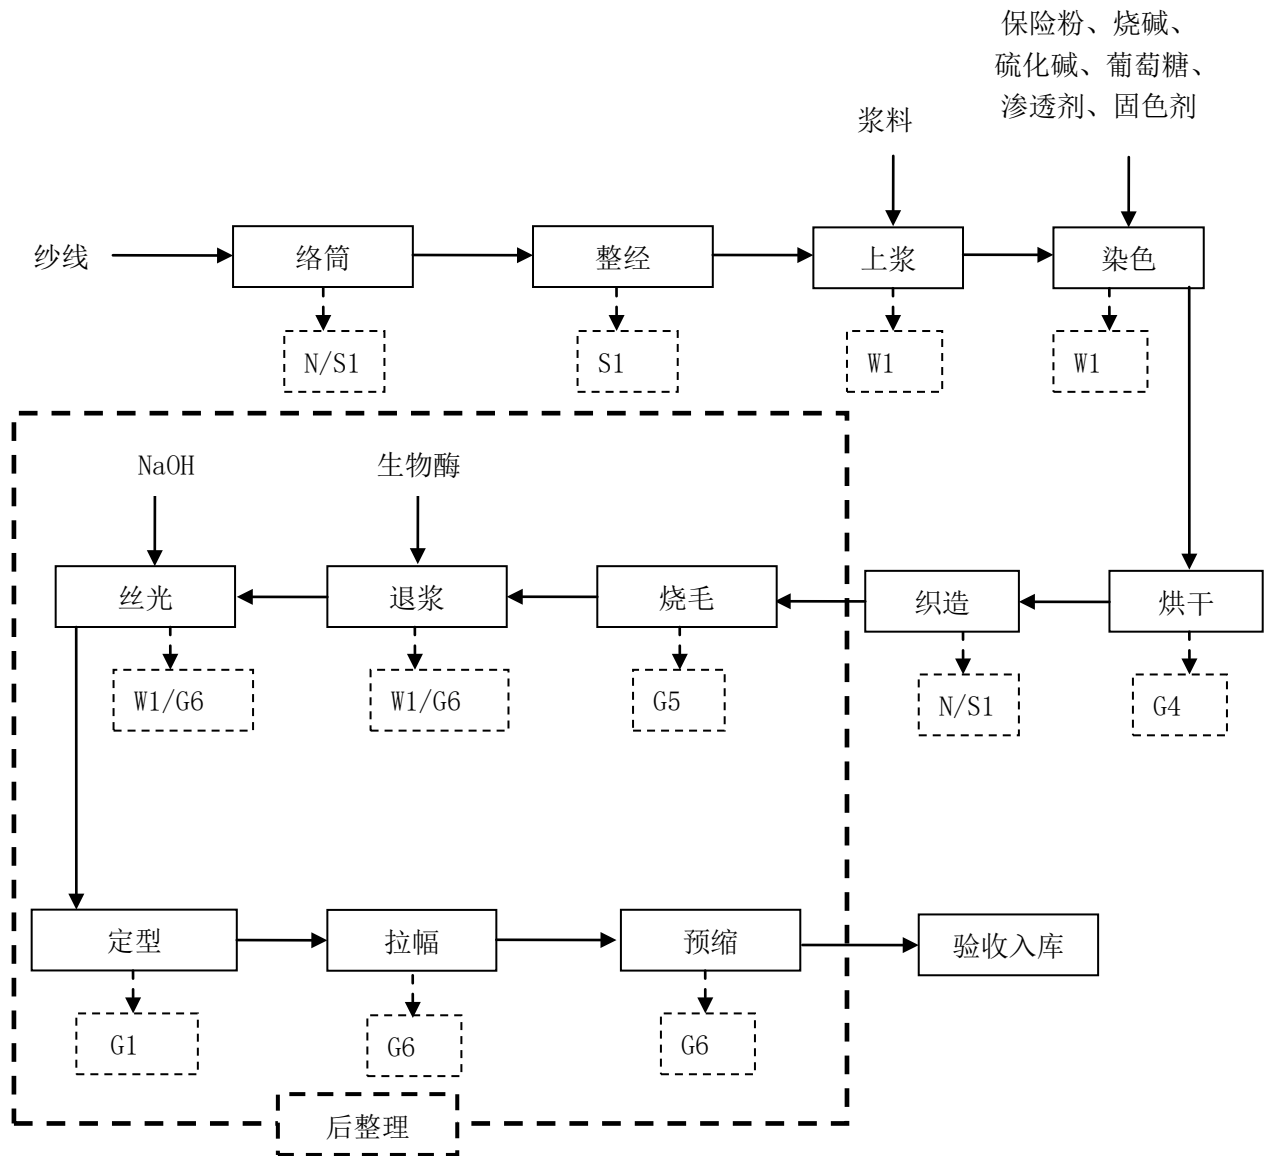 保险粉、烧碱、
硫化碱、葡萄糖、
渗透剂、固色剂
浆料
纱线
络筒
整经
上浆
染色
N/S1
S1
W1
W1
NaOH
生物酶
丝光
退浆
烧毛
织造
烘干
W1/G6
W1/G6
G5
N/S1
G4
定型
拉幅
预缩
验收入库
G1
G6
G6
后整理